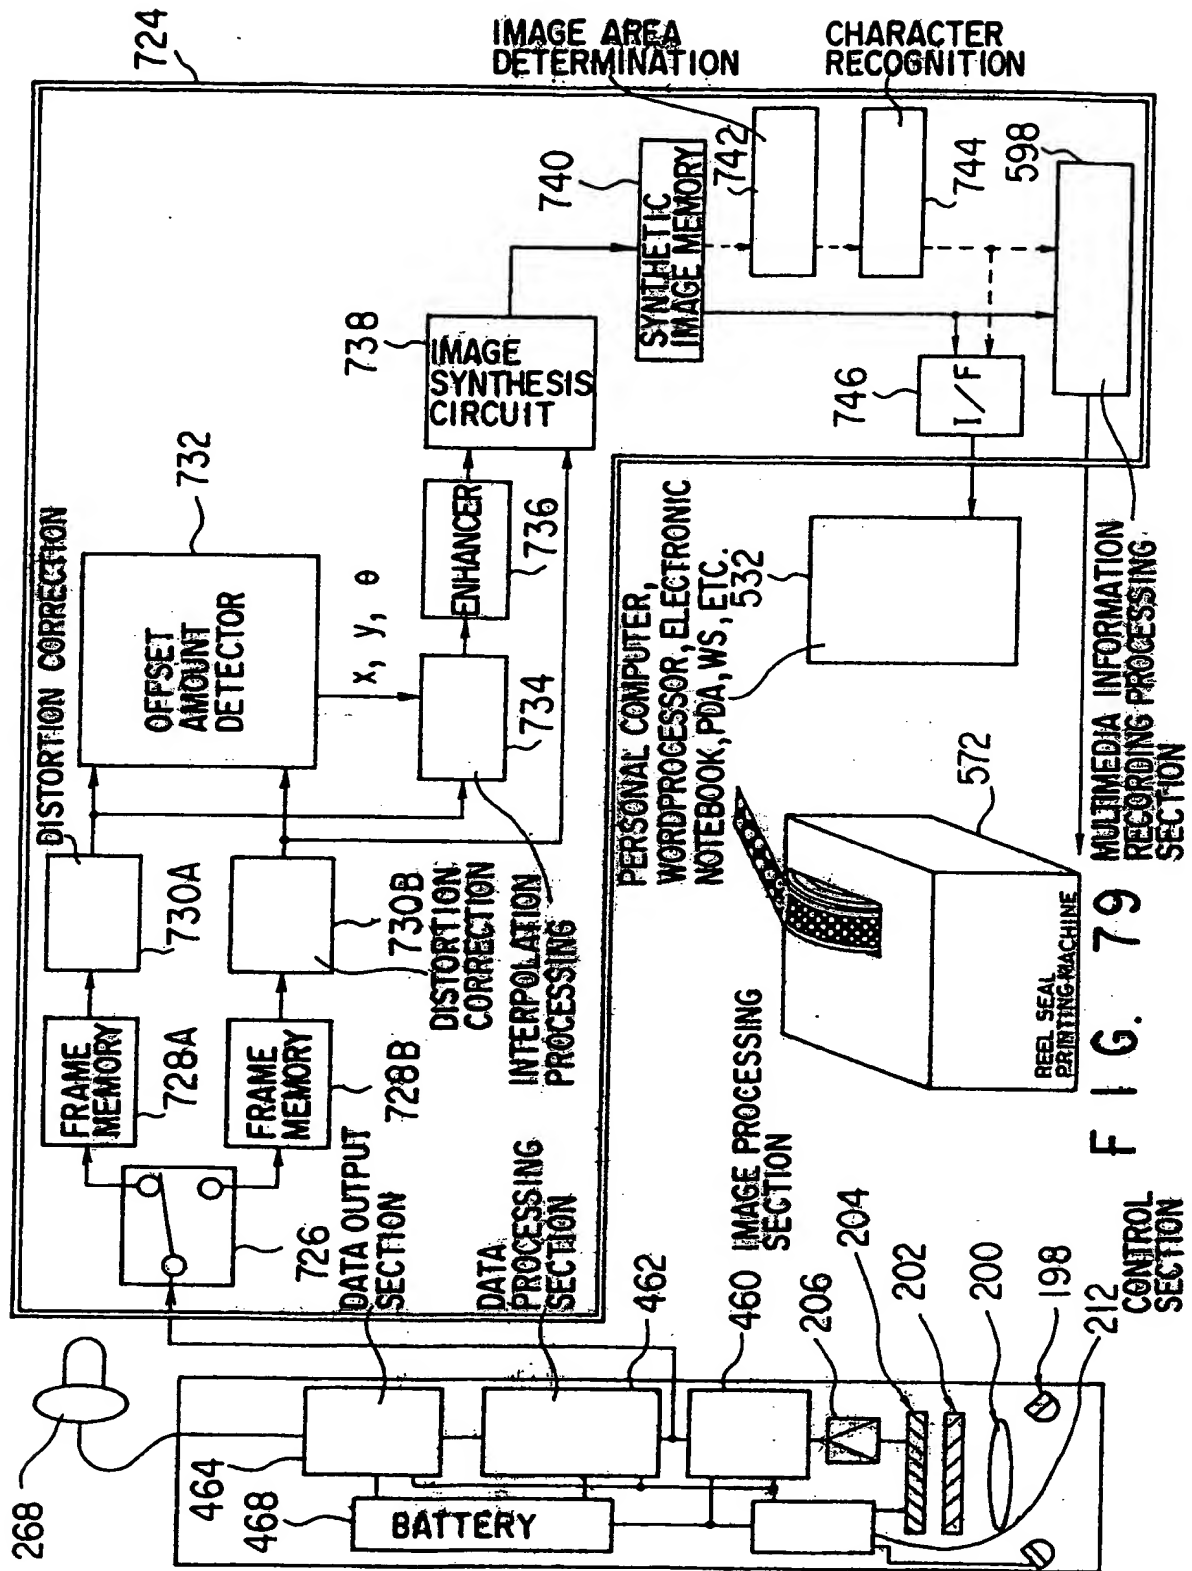 724
IMAGE AREA
DETERMINATION
CHARACTER
RECOGNITION
DISTORTION CORRECTION
732
OFFSET
AMOUNT
DETECTOR
x, y, θ
738
IMAGE
SYNTHESIS
CIRCUIT
740
SYNTHETIC
IMAGE MEMORY
742
744
598
746
I/F
ENHANCER
736
734
730A
730B
DISTORTION
CORRECTION
INTERPOLATION
PROCESSING
FRAME
MEMORY
728A
FRAME
MEMORY
728B
726
DATA OUTPUT
SECTION
DATA
PROCESSING
SECTION
462
460 IMAGE PROCESSING
SECTION
PERSONAL COMPUTER,
WORDPROCESSOR, ELECTRONIC
NOTEBOOK, PDA, WS, ETC.
532
572
REEL SEAL
PRINTING MACHINE
MULTIMEDIA INFORMATION
RECORDING PROCESSING
SECTION
268
464
468
BATTERY
206
204
202
200
198
212
CONTROL
SECTION
FIG. 79